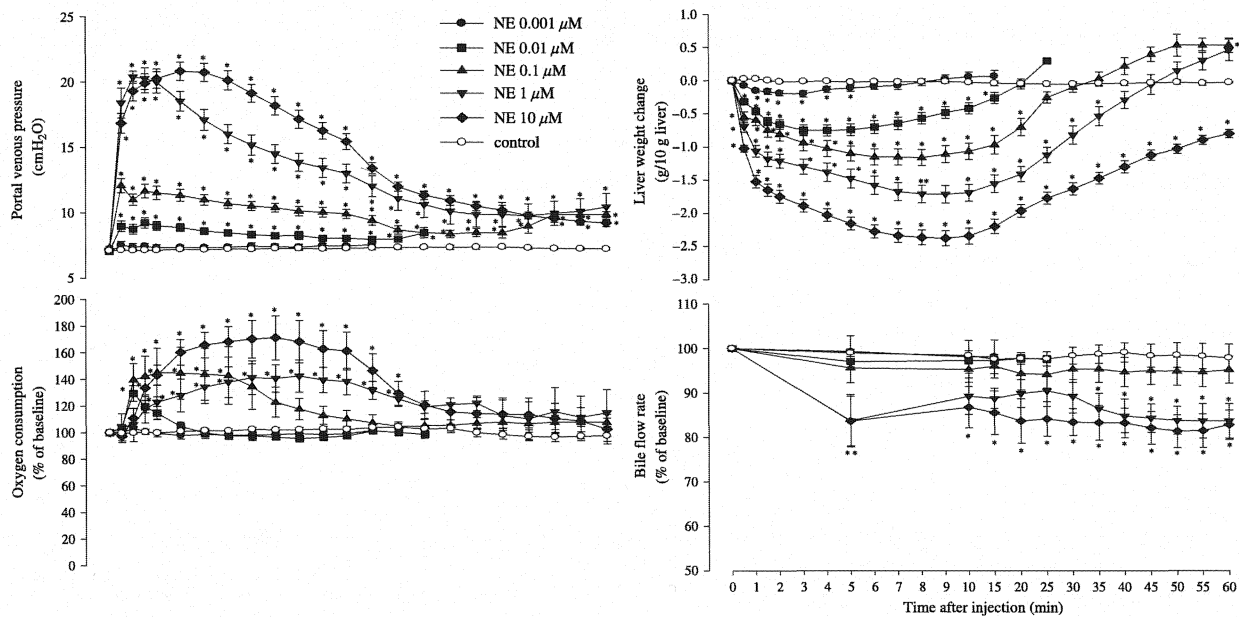 25
20
15
10
5
Portal venous pressure
(cmH2O)
NE 0.001 μM
NE 0.01 μM
NE 0.1 μM
NE 1 μM
NE 10 μM
control
1.0
0.5
0.0
−0.5
−1.0
−1.5
−2.0
−2.5
−3.0
Liver weight change
(g/10 g liver)
200
180
160
140
120
100
80
60
40
20
0
Oxygen consumption
(% of baseline)
110
100
90
80
70
60
50
Bile flow rate
(% of baseline)
0 1 2 3 4 5 6 7 8 9 10 15 20 25 30 35 40 45 50 55 60
Time after injection (min)